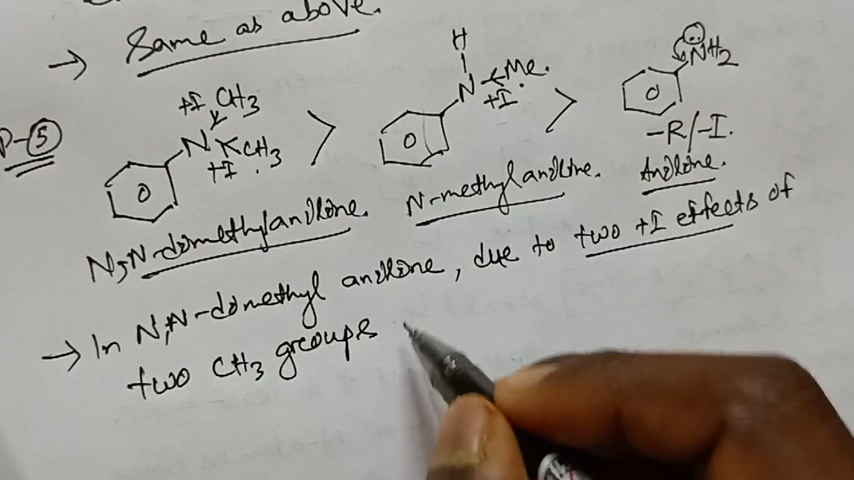 → Same as above.
P-5
+I CH3 N CH3 +I > H N Me. +I > NH2
-R/-I.
N,N-dimethylaniline. N-methylaniline. Aniline.
→ In N,N-dimethyl aniline, due to two +I effects of
two CH3 groups